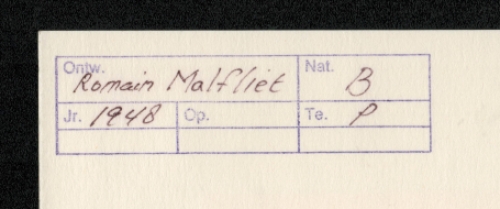 Ontw. Romain Malfliet Nat. B
Jr. 1948 Op. Te. P